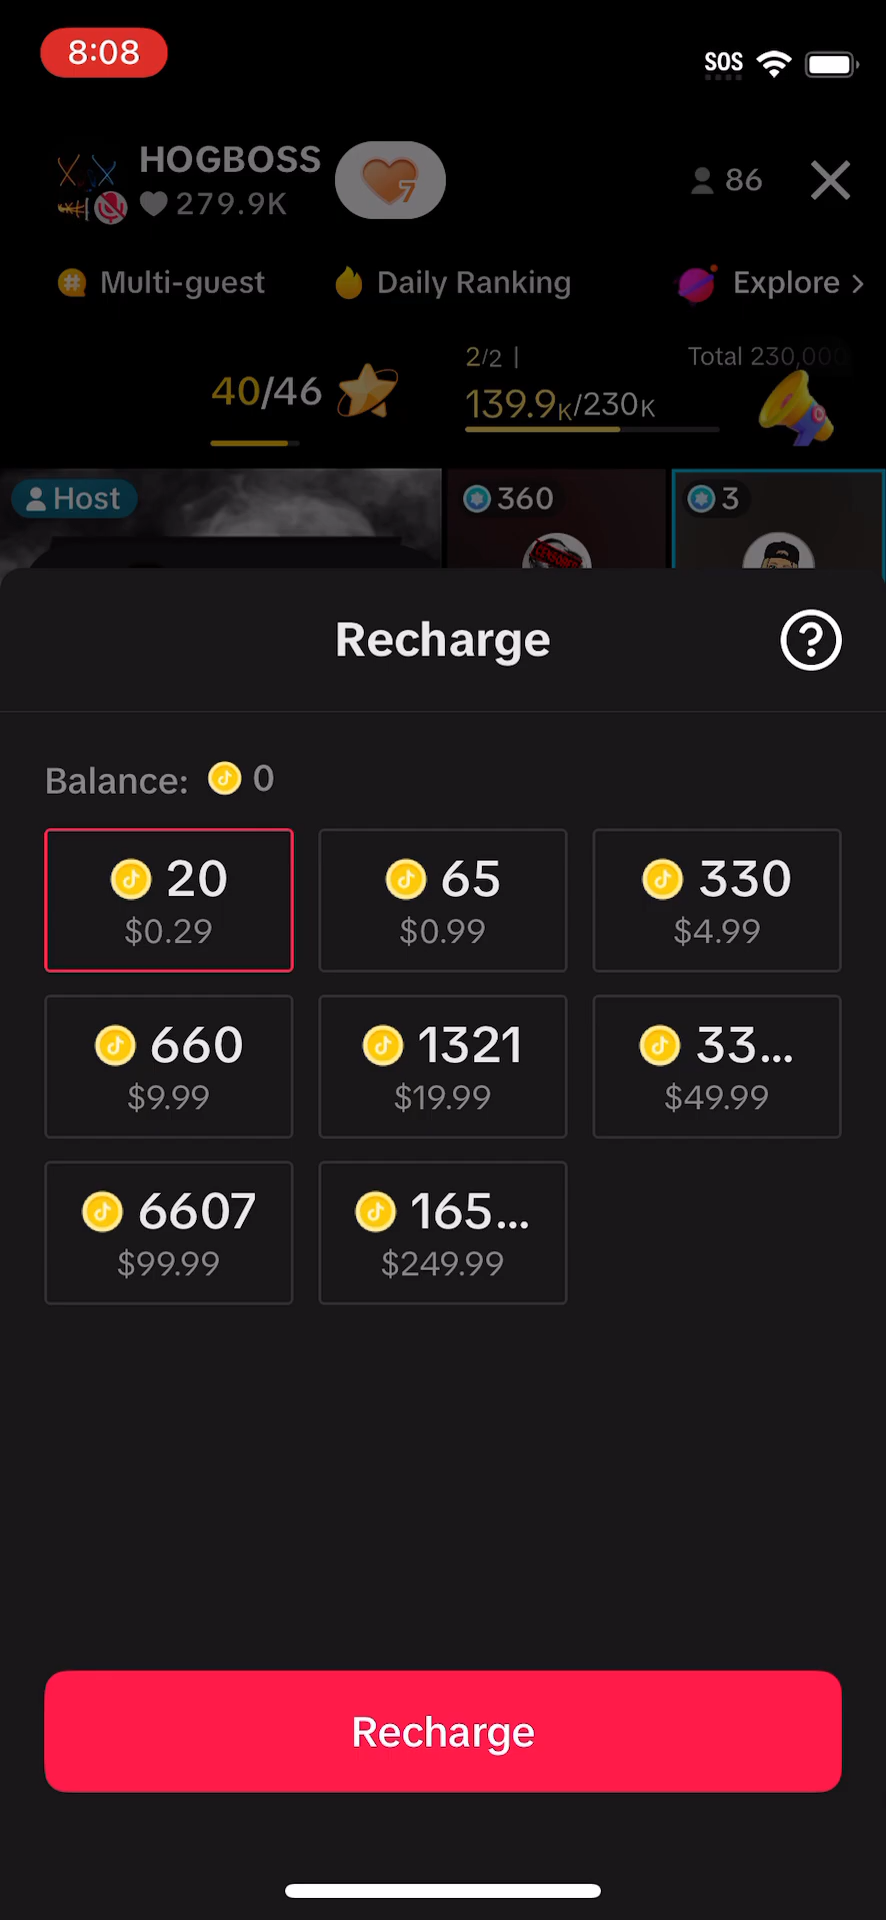 8:08
SOS
HOGBOSS
279.9K
7
86
Multi-guest
Daily Ranking
Explore >
40/46
2/2 |
139.9K/230K
Total 230,000
Host
360
3
Recharge
?
Balance: 0
20
$0.29
65
$0.99
330
$4.99
660
$9.99
1321
$19.99
33...
$49.99
6607
$99.99
165...
$249.99
Recharge